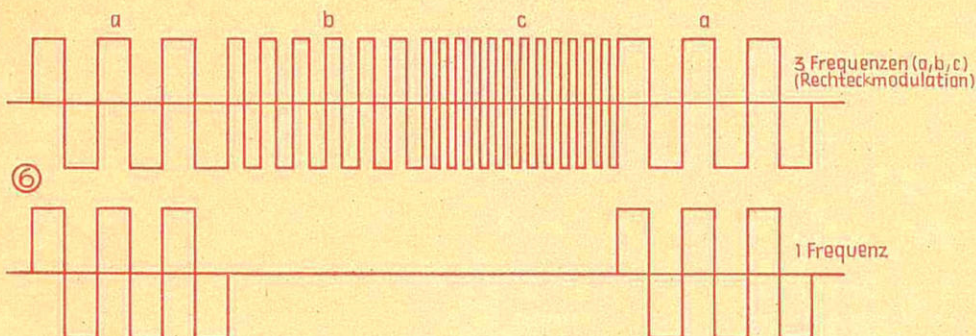 a b c a
3 Frequenzen (a,b,c)
(Rechteckmodulation)
6
1 Frequenz